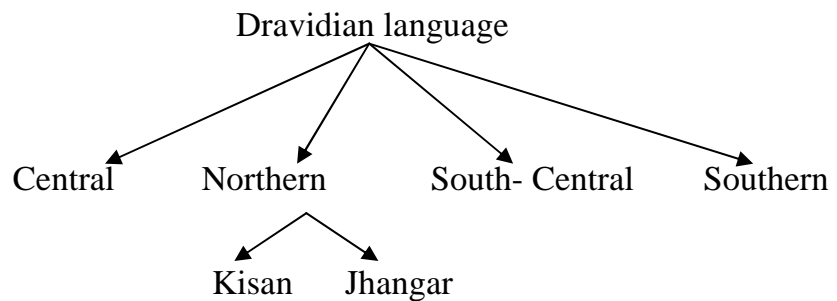 Dravidian language
Central Northern South- Central Southern
Kisan Jhangar